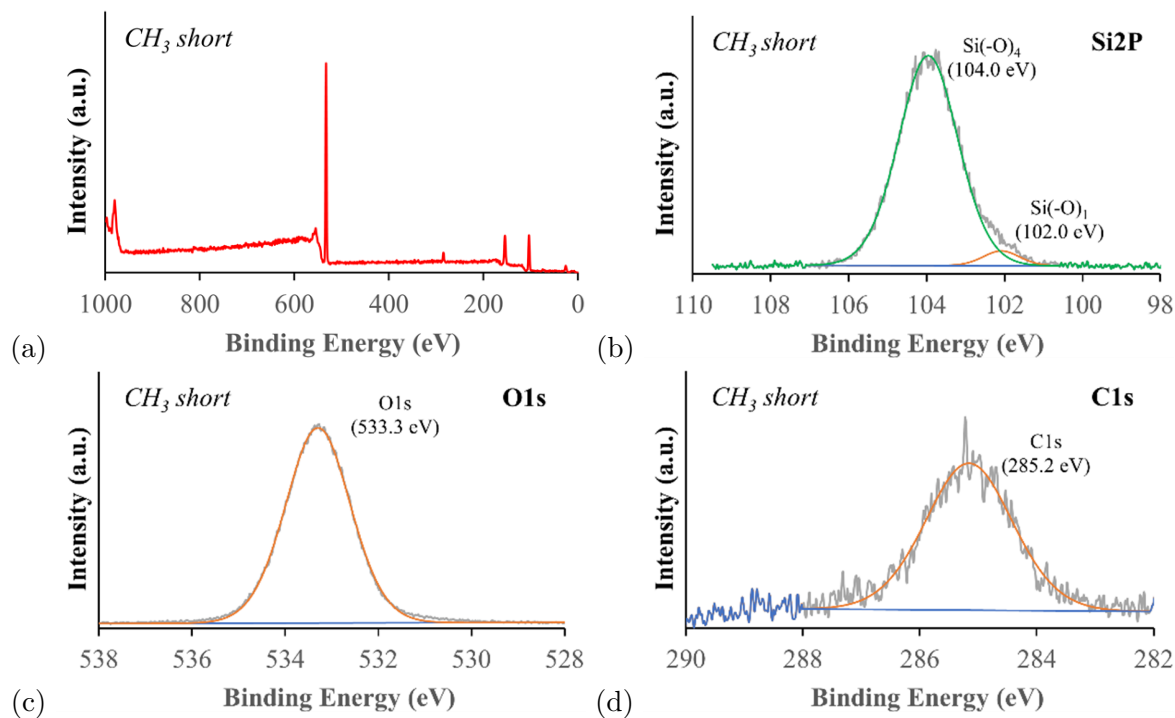 CH₃ short
Intensity (a.u.)
1000 800 600 400 200 0
Binding Energy (eV)
(a)
CH₃ short
Si2P
Si(-O)₄
(104.0 eV)
Si(-O)₁
(102.0 eV)
Intensity (a.u.)
110 108 106 104 102 100 98
Binding Energy (eV)
(b)
CH₃ short
O1s
O1s
(533.3 eV)
Intensity (a.u.)
538 536 534 532 530 528
Binding Energy (eV)
(c)
CH₃ short
C1s
C1s
(285.2 eV)
Intensity (a.u.)
290 288 286 284 282
Binding Energy (eV)
(d)